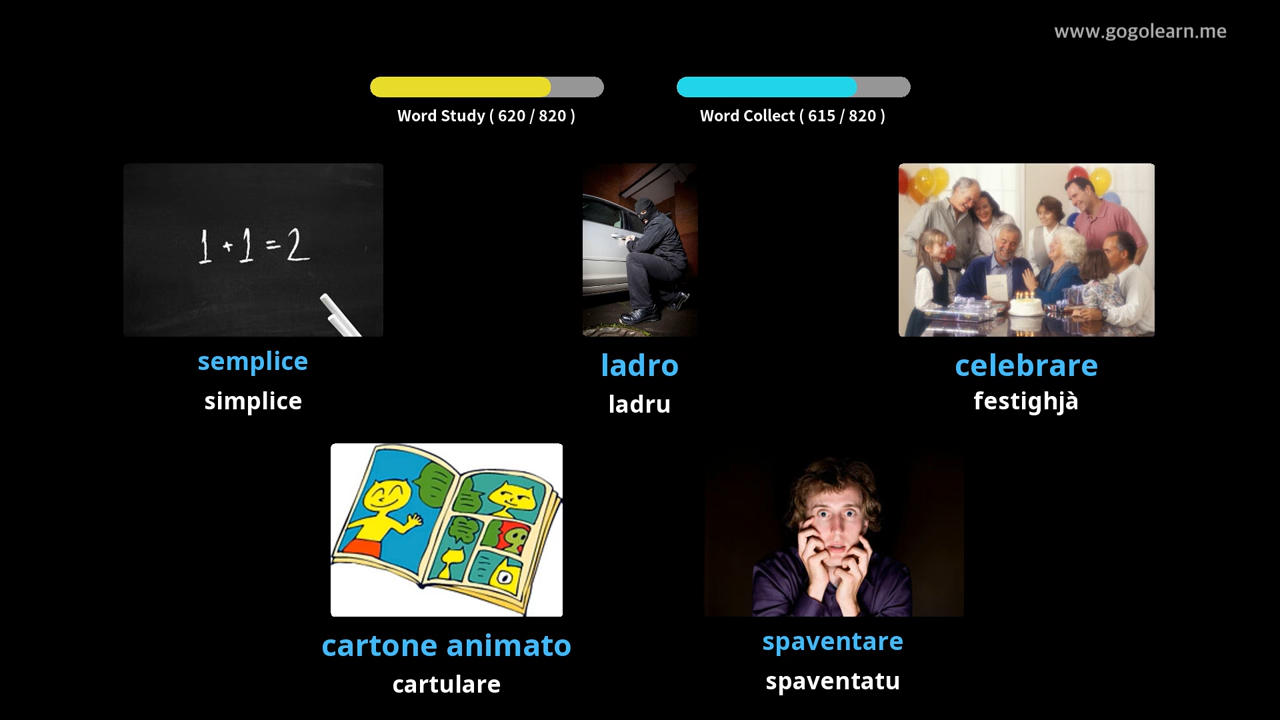 www.gogolearn.me
Word Study ( 620 / 820 )
Word Collect ( 615 / 820 )
1 + 1 = 2
semplice
simplice
ladro
ladru
celebrare
festighjà
cartone animato
cartulare
spaventare
spaventatu